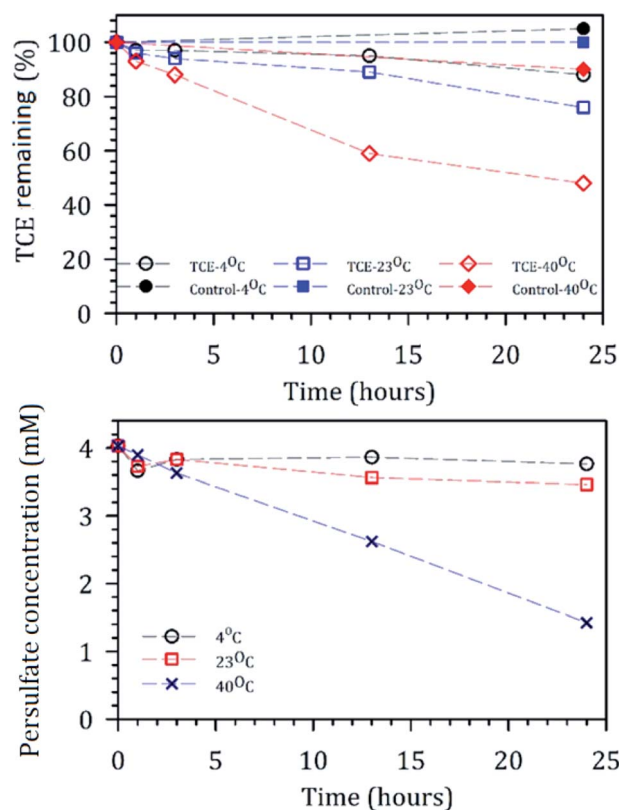 TCE remaining (%)
100
80
60
40
20
0
TCE-4⁰C TCE-23⁰C TCE-40⁰C
Control-4⁰C Control-23⁰C Control-40⁰C
0 5 10 15 20 25
Time (hours)
Persulfate concentration (mM)
4
3
2
1
0
4⁰C
23⁰C
40⁰C
0 5 10 15 20 25
Time (hours)